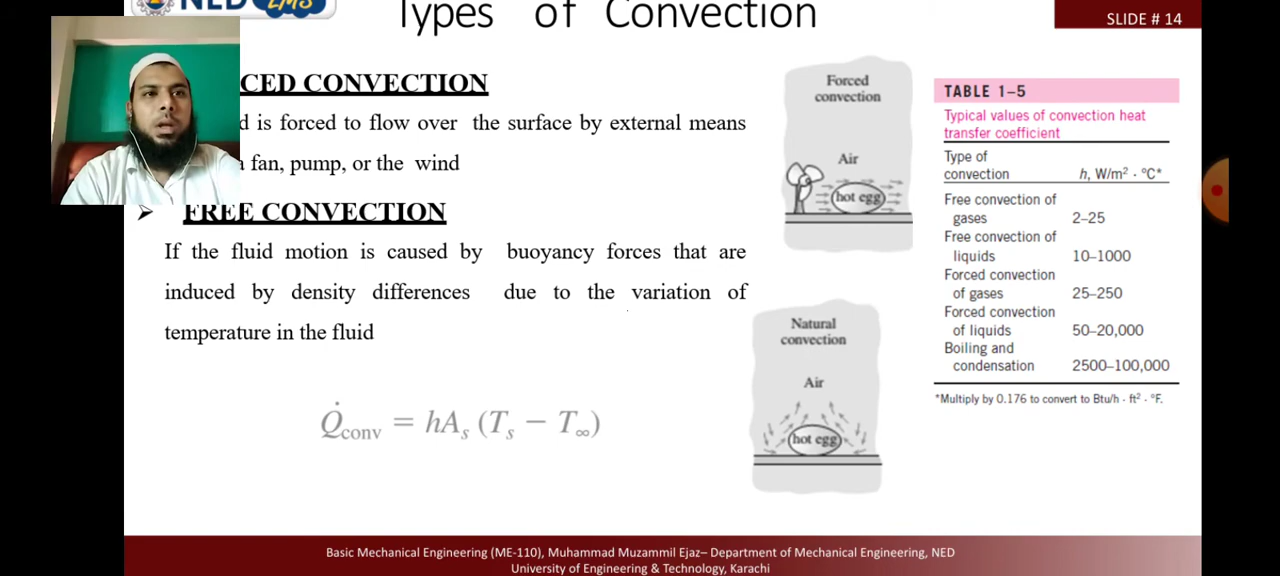 NED LMS
Types of Convection
SLIDE # 14
CED CONVECTION
d is forced to flow over the surface by external means
a fan, pump, or the wind
➤ FREE CONVECTION
If the fluid motion is caused by buoyancy forces that are
induced by density differences due to the variation of
temperature in the fluid
Q̇conv = hAs (Ts − T∞)
Forced
convection
Air
hot egg
Natural
convection
Air
hot egg
TABLE 1–5
Typical values of convection heat
transfer coefficient
Type of
convection h, W/m² · °C*
Free convection of
gases 2–25
Free convection of
liquids 10–1000
Forced convection
of gases 25–250
Forced convection
of liquids 50–20,000
Boiling and
condensation 2500–100,000
*Multiply by 0.176 to convert to Btu/h · ft² · °F.
Basic Mechanical Engineering (ME-110), Muhammad Muzammil Ejaz– Department of Mechanical Engineering, NED
University of Engineering & Technology, Karachi